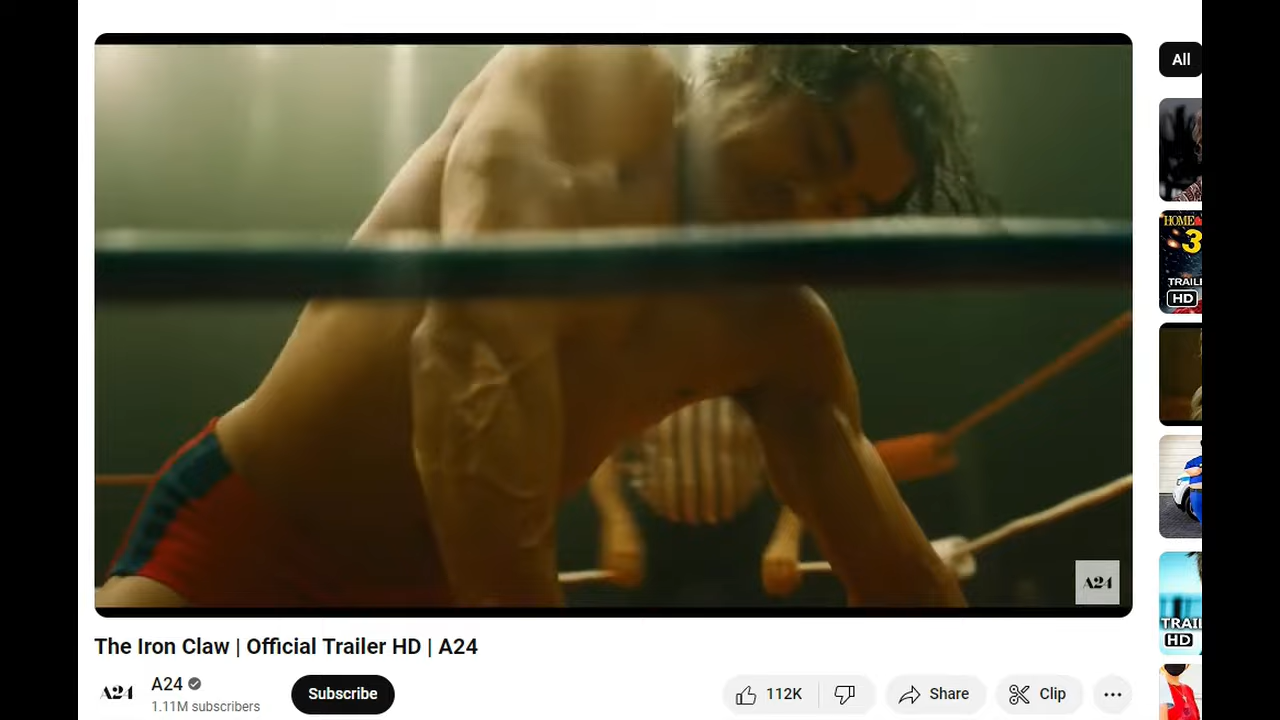 All
HOME
3
TRAIL
HD
A24
The Iron Claw | Official Trailer HD | A24
A24
A24
1.11M subscribers
Subscribe
112K
Share
Clip
TRAIL
HD